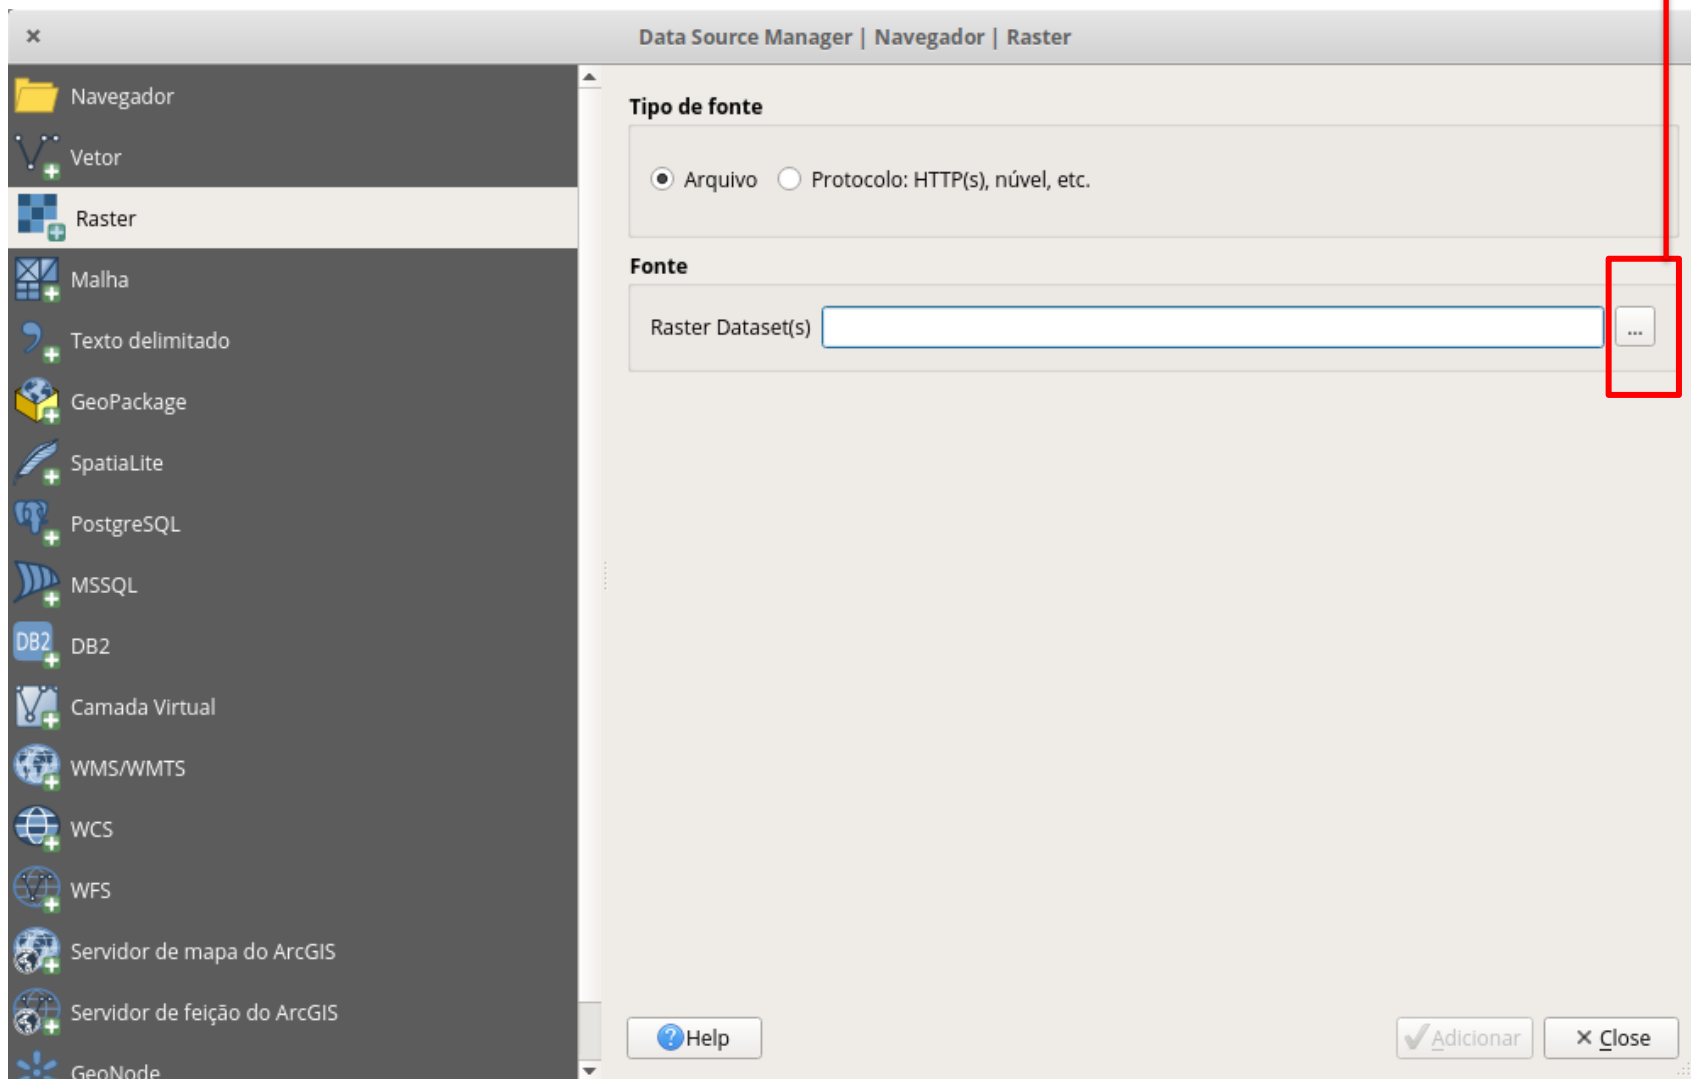 Data Source Manager | Navegador | Raster
Navegador
Vetor
Raster
Malha
Texto delimitado
GeoPackage
SpatiaLite
PostgreSQL
MSSQL
DB2
DB2
Camada Virtual
WMS/WMTS
WCS
WFS
Servidor de mapa do ArcGIS
Servidor de feição do ArcGIS
GeoNode
Tipo de fonte
Arquivo
Protocolo: HTTP(s), núvel, etc.
Fonte
Raster Dataset(s)
...
Help
Adicionar
Close